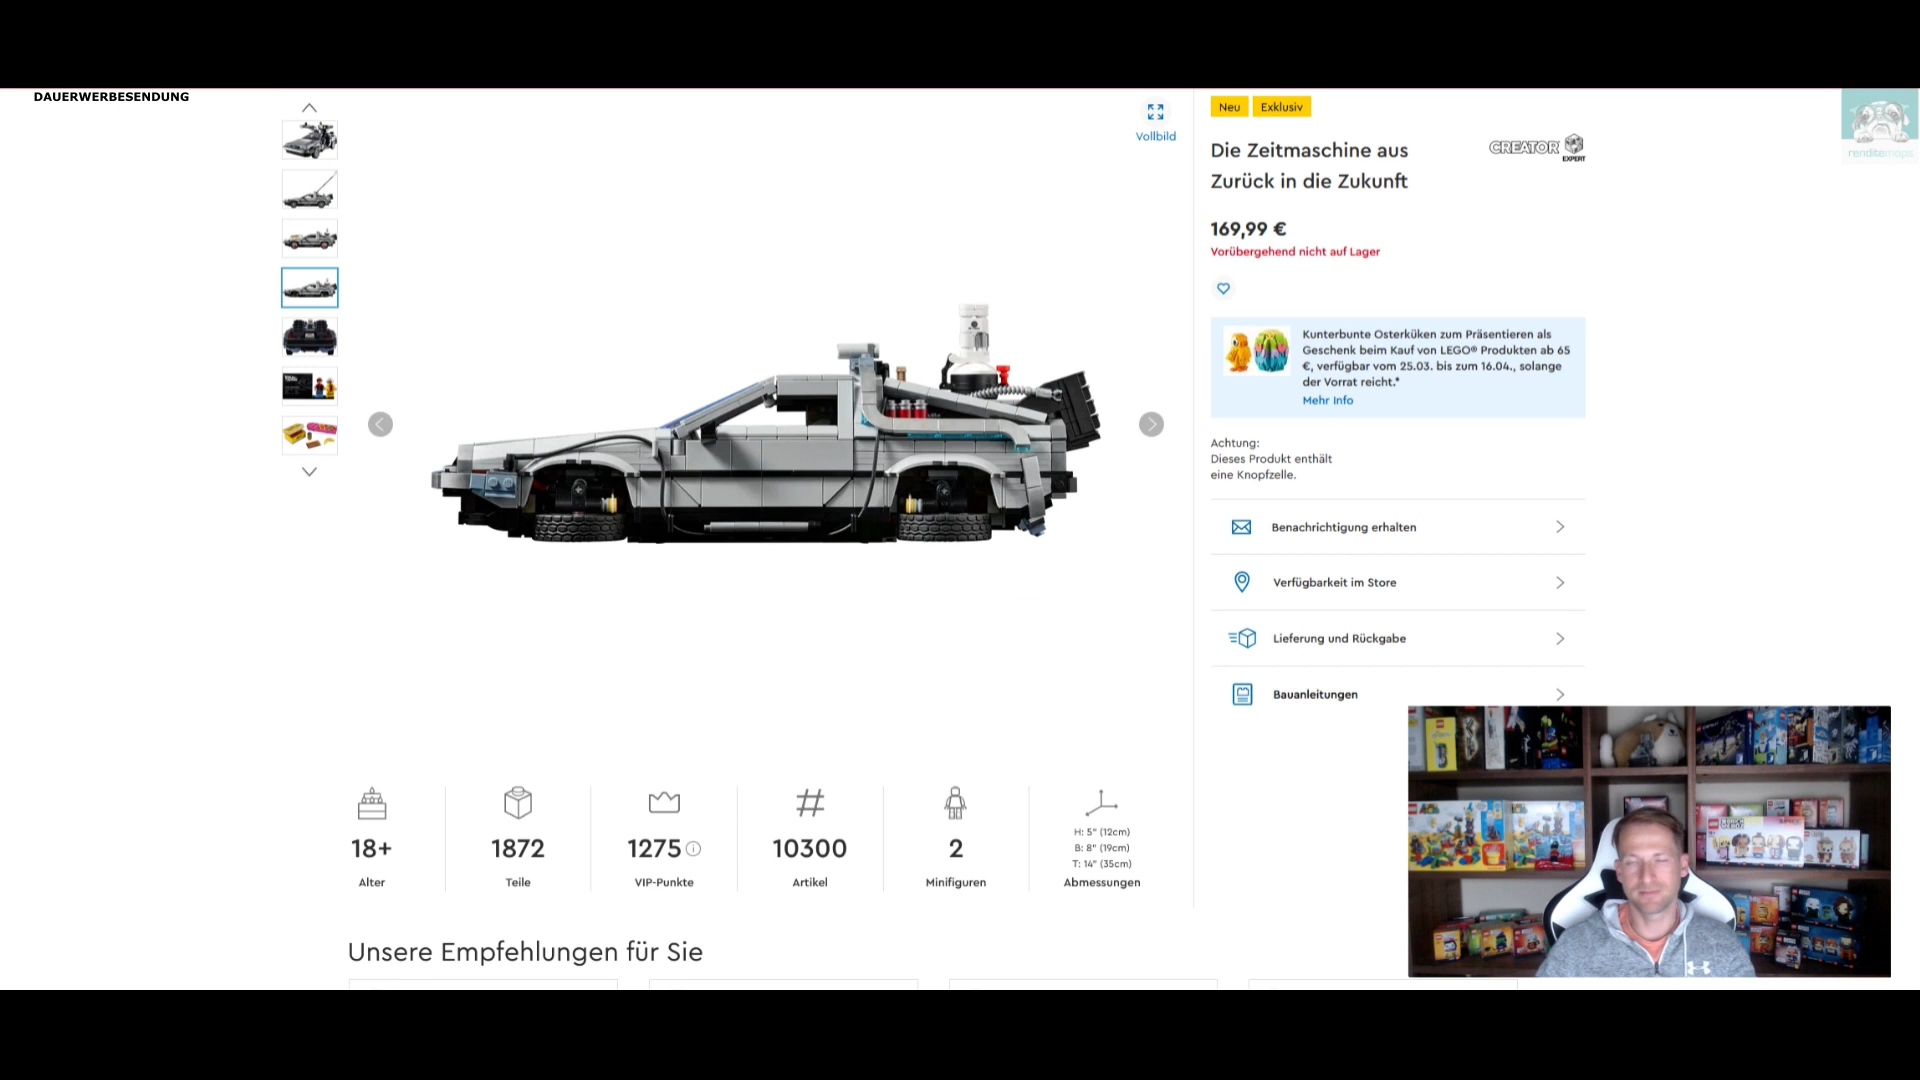 DAUERWERBESENDUNG
Vollbild
Neu
Exklusiv
Die Zeitmaschine aus
Zurück in die Zukunft
CREATOR
EXPERT
renditemops
169,99 €
Vorübergehend nicht auf Lager
Kunterbunte Osterküken zum Präsentieren als
Geschenk beim Kauf von LEGO® Produkten ab 65
€, verfügbar vom 25.03. bis zum 16.04., solange
der Vorrat reicht.*
Mehr Info
Achtung:
Dieses Produkt enthält
eine Knopfzelle.
Benachrichtigung erhalten
Verfügbarkeit im Store
Lieferung und Rückgabe
Bauanleitungen
18+
Alter
1872
Teile
1275
VIP-Punkte
10300
Artikel
2
Minifiguren
H: 5" (12cm)
B: 8" (19cm)
T: 14" (35cm)
Abmessungen
Unsere Empfehlungen für Sie